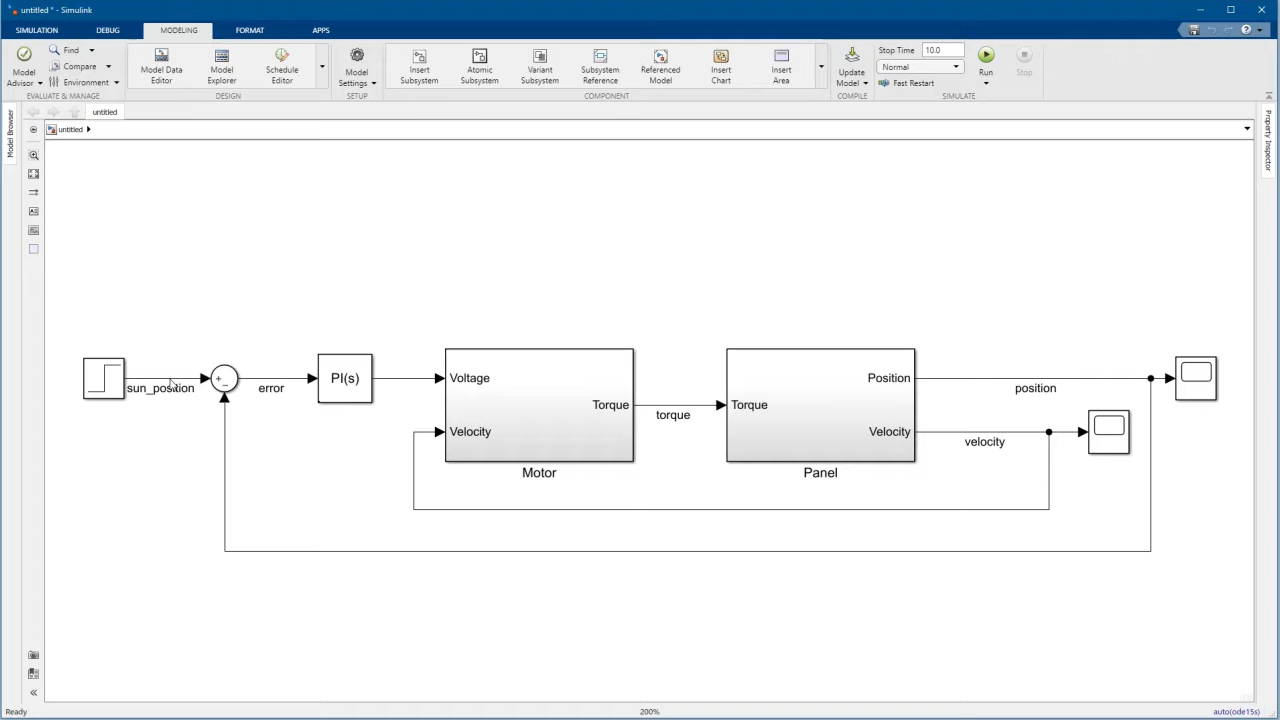 untitled * - Simulink
SIMULATION DEBUG MODELING FORMAT APPS
Model Advisor
Find
Compare
Environment
EVALUATE & MANAGE
Model Data Editor
Model Explorer
Schedule Editor
DESIGN
Model Settings
SETUP
Insert Subsystem
Atomic Subsystem
Variant Subsystem
Subsystem Reference
Referenced Model
Insert Chart
Insert Area
COMPONENT
Update Model
COMPILE
Stop Time 10.0
Normal
Fast Restart
Run
Stop
SIMULATE
untitled
untitled
Model Browser
Property Inspector
sun_position
+
_
error
PI(s)
Voltage
Velocity
Torque
Motor
torque
Torque
Position
Velocity
Panel
position
velocity
Ready 200% auto(ode15s)